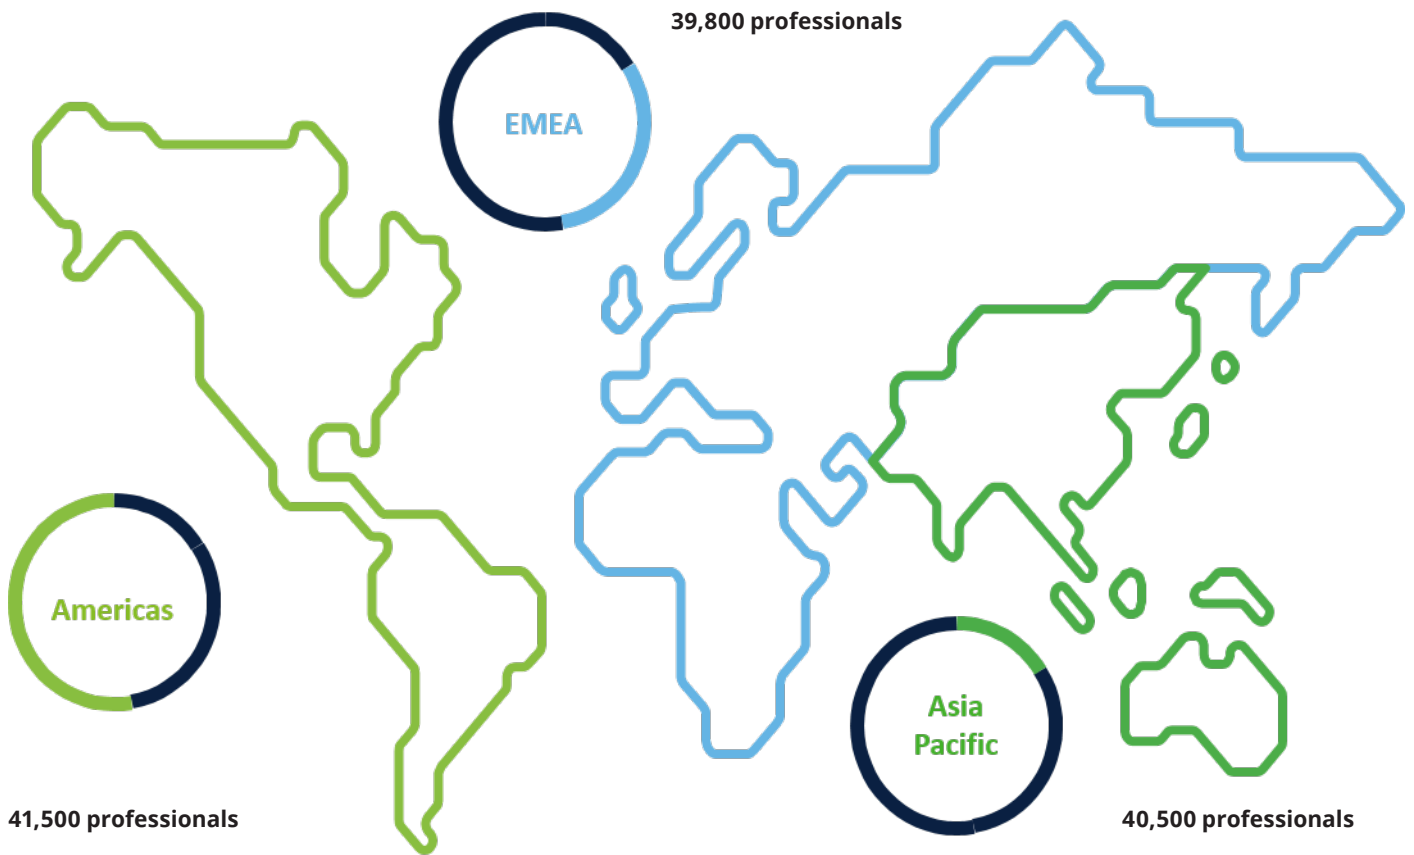 39,800 professionals
EMEA
Americas
Asia
Pacific
41,500 professionals
40,500 professionals